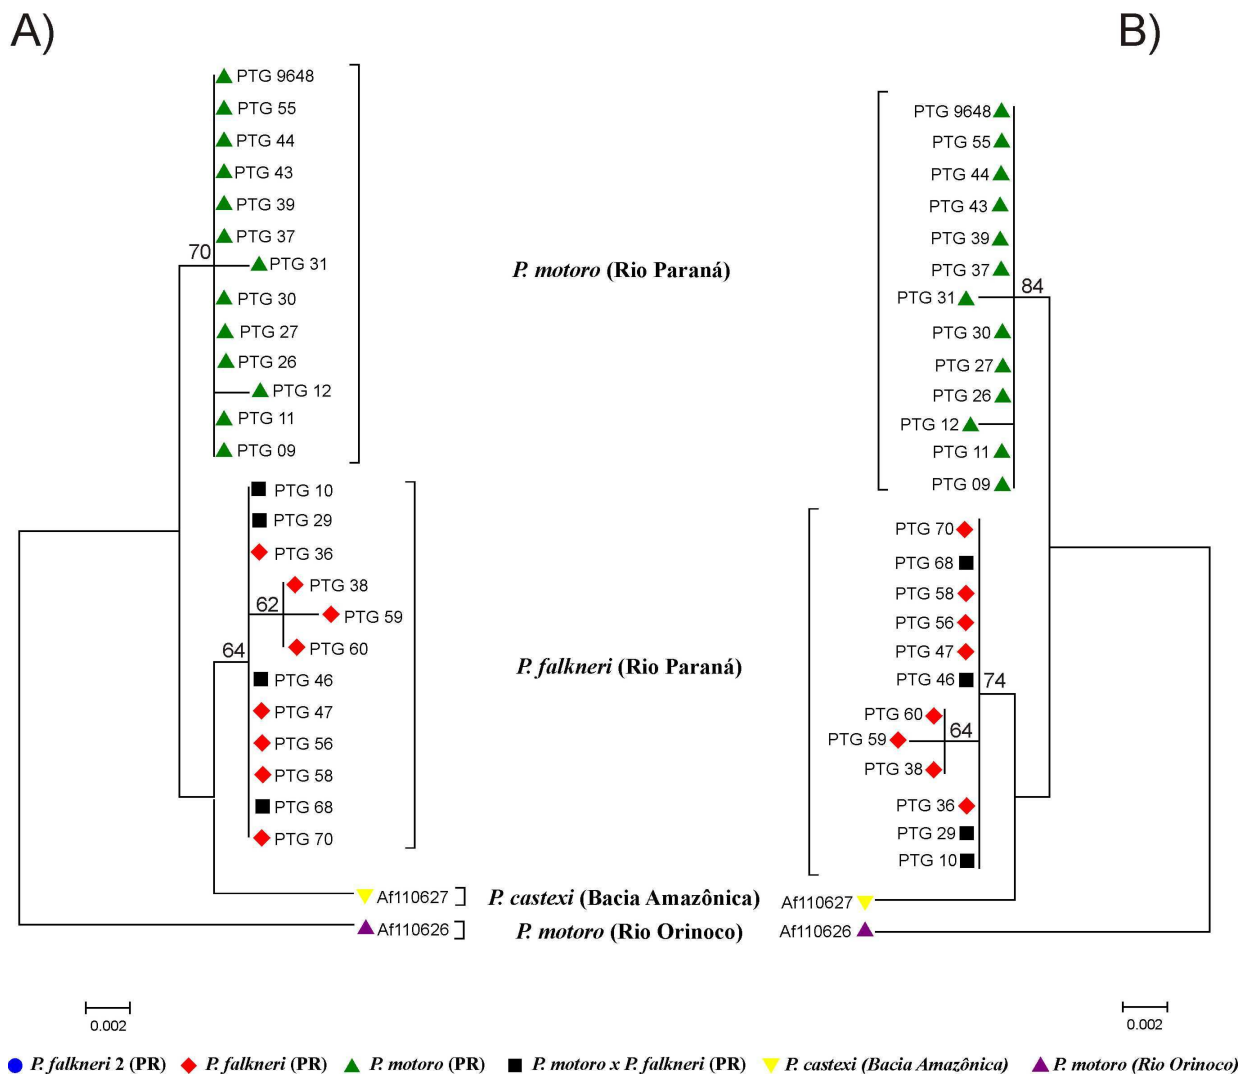 A)
B)
PTG 9648
PTG 55
PTG 44
PTG 43
PTG 39
PTG 37
70
PTG 31
PTG 30
PTG 27
PTG 26
PTG 12
PTG 11
PTG 09
PTG 10
PTG 29
PTG 36
PTG 38
62
PTG 59
PTG 60
64
PTG 46
PTG 47
PTG 56
PTG 58
PTG 68
PTG 70
Af110627
Af110626
0.002
P. motoro (Rio Paraná)
P. falkneri (Rio Paraná)
P. castexi (Bacia Amazônica)
P. motoro (Rio Orinoco)
PTG 9648
PTG 55
PTG 44
PTG 43
PTG 39
PTG 37
84
PTG 31
PTG 30
PTG 27
PTG 26
PTG 12
PTG 11
PTG 09
PTG 70
PTG 68
PTG 58
PTG 56
PTG 47
PTG 46
74
PTG 60
64
PTG 59
PTG 38
PTG 36
PTG 29
PTG 10
Af110627
Af110626
0.002
P. falkneri 2 (PR) P. falkneri (PR) P. motoro (PR) P. motoro x P. falkneri (PR) P. castexi (Bacia Amazônica) P. motoro (Rio Orinoco)